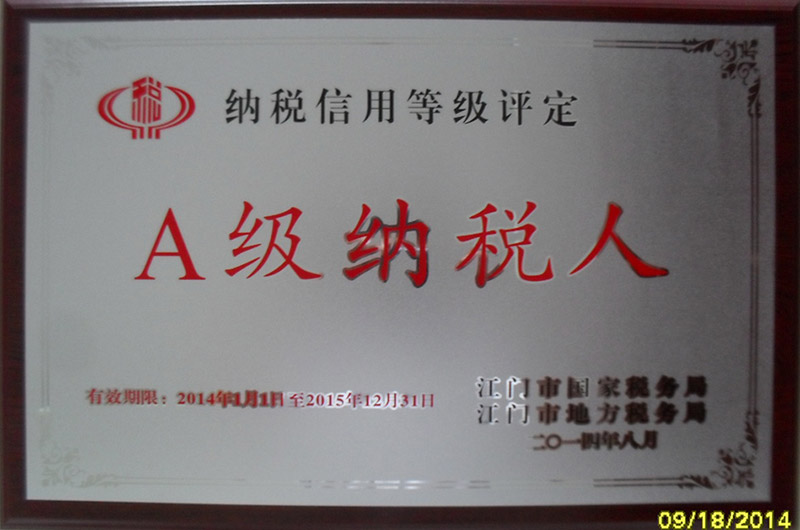 税
纳税信用等级评定
A级纳税人
有效期限：2014年1月1日至2015年12月31日
江门市国家税务局
江门市地方税务局
二〇一四年八月
09/18/2014